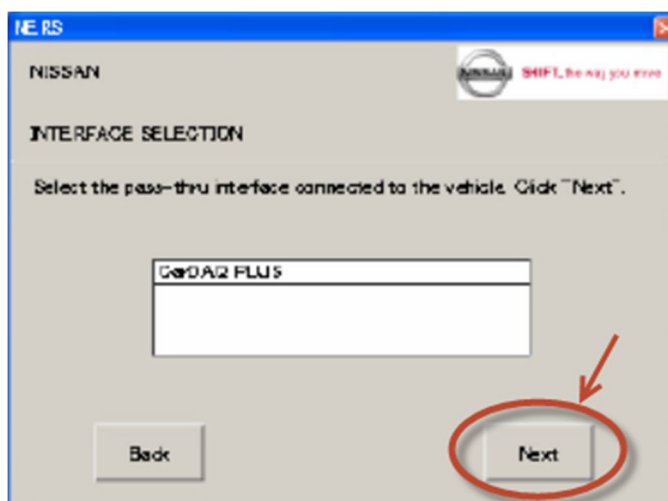 NERS
NISSAN
NISSAN SHIFT_the way you move
INTERFACE SELECTION
Select the pass-thru interface connected to the vehicle. Click "Next".
CarDAQ PLUS
Back
Next